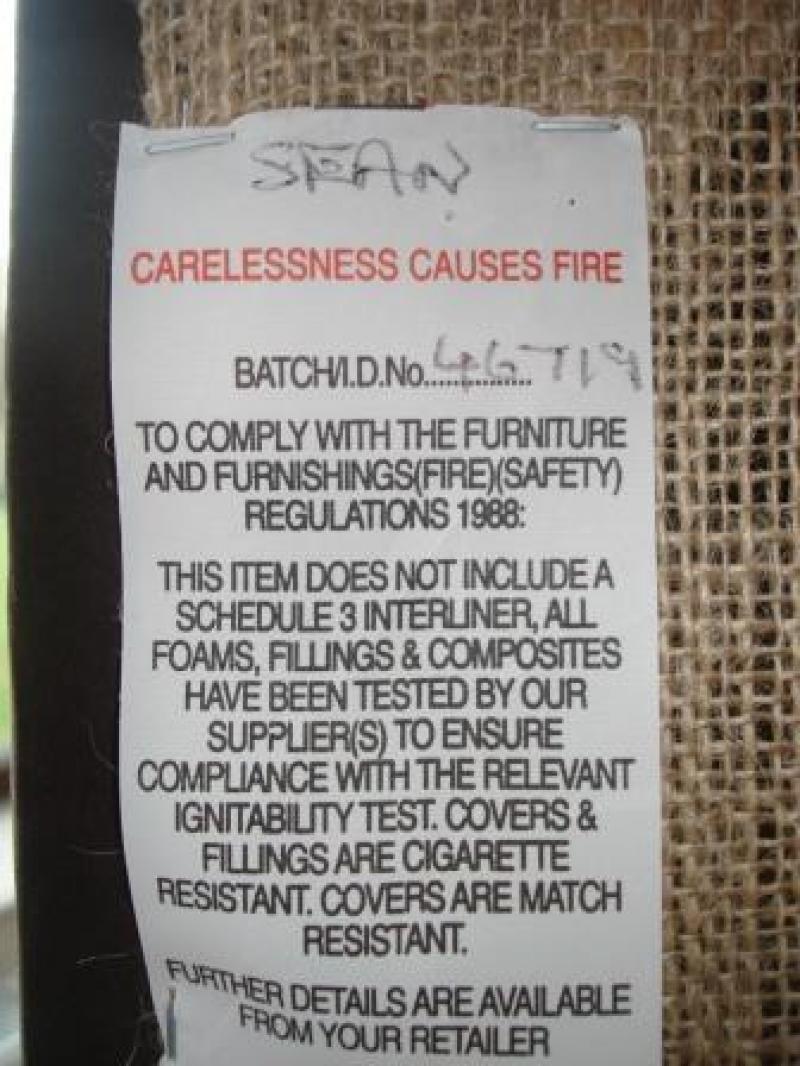 SEAN
CARELESSNESS CAUSES FIRE
BATCH/I.D.No..............46719
TO COMPLY WITH THE FURNITURE
AND FURNISHINGS(FIRE)(SAFETY)
REGULATIONS 1988:
THIS ITEM DOES NOT INCLUDE A
SCHEDULE 3 INTERLINER, ALL
FOAMS, FILLINGS & COMPOSITES
HAVE BEEN TESTED BY OUR
SUPPLIER(S) TO ENSURE
COMPLIANCE WITH THE RELEVANT
IGNITABILITY TEST. COVERS &
FILLINGS ARE CIGARETTE
RESISTANT. COVERS ARE MATCH
RESISTANT.
FURTHER DETAILS ARE AVAILABLE
FROM YOUR RETAILER